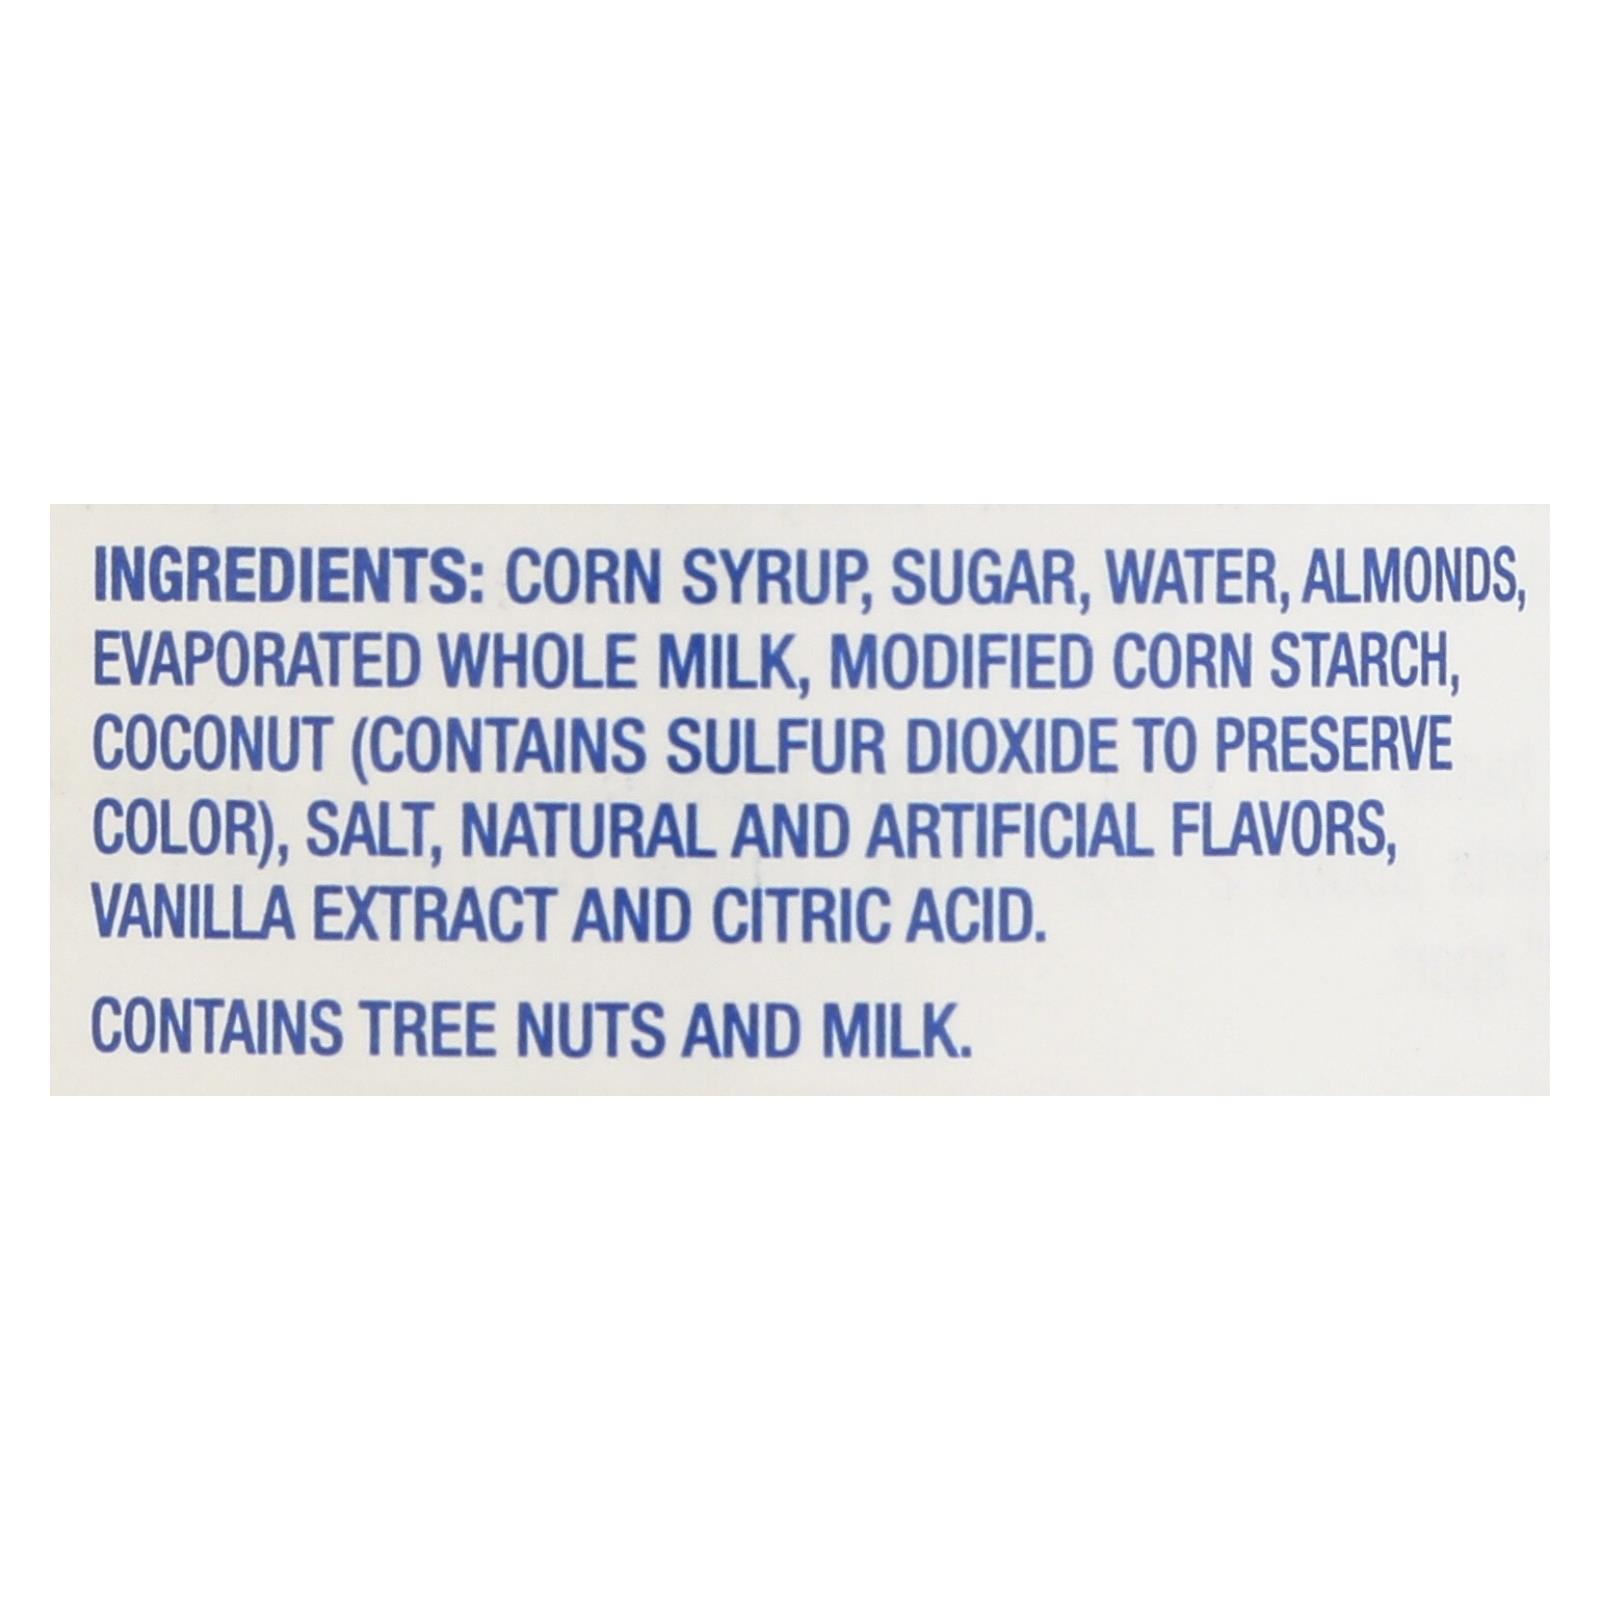 INGREDIENTS: CORN SYRUP, SUGAR, WATER, ALMONDS,
EVAPORATED WHOLE MILK, MODIFIED CORN STARCH,
COCONUT (CONTAINS SULFUR DIOXIDE TO PRESERVE
COLOR), SALT, NATURAL AND ARTIFICIAL FLAVORS,
VANILLA EXTRACT AND CITRIC ACID.
CONTAINS TREE NUTS AND MILK.